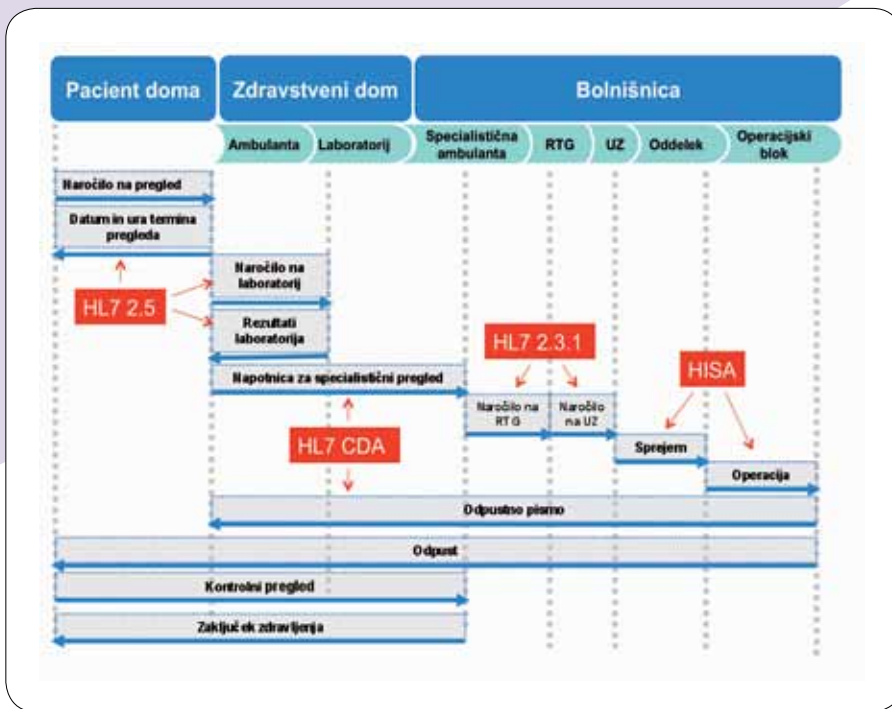 Pacient doma
Zdravstveni dom
Bolnišnica
Ambulanta
Laboratorij
Specialistična
ambulanta
RTG
UZ
Oddelek
Operacijski
blok
Naročilo na pregled
Datum in ura termina
pregleda
HL7 2.5
Naročilo na
laboratorij
Rezultati
laboratorija
Napotnica za specialistični pregled
HL7 2.3.1
HISA
Naročilo na
RTG
Naročilo
na UZ
HL7 CDA
Sprejem
Operacija
Odpustno pismo
Odpust
Kontrolni pregled
Zaključek zdravljenja